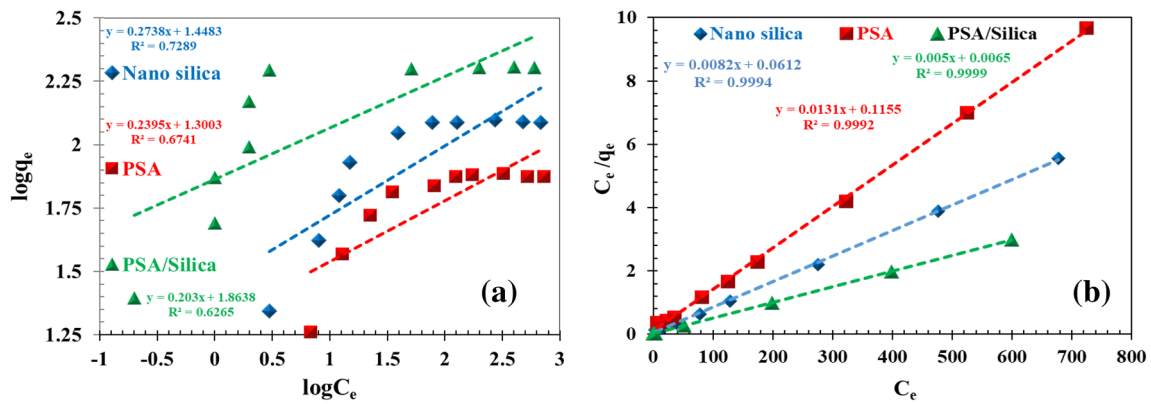 2.5
y = 0.2738x + 1.4483
R² = 0.7289
Nano silica
2.25
y = 0.2395x + 1.3003
R² = 0.6741
2
PSA
1.75
PSA/Silica
1.5
y = 0.203x + 1.8638
R² = 0.6265
1.25
-1 -0.5 0 0.5 1 1.5 2 2.5 3
logqₑ
logCₑ
(a)
10
Nano silica PSA PSA/Silica
y = 0.0082x + 0.0612
R² = 0.9994
y = 0.005x + 0.0065
R² = 0.9999
8
y = 0.0131x + 0.1155
R² = 0.9992
6
4
2
0
0 100 200 300 400 500 600 700 800
Cₑ /qₑ
Cₑ
(b)